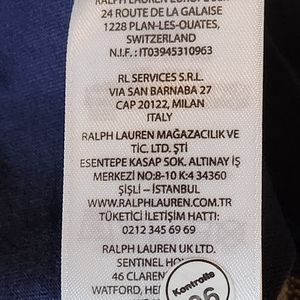 RALPH LAUREN EUROPE
24 ROUTE DE LA GALAISE
1228 PLAN-LES-OUATES,
SWITZERLAND
N.I.F.: IT03945310963
RL SERVICES S.R.L.
VIA SAN BARNABA 27
CAP 20122, MILAN
ITALY
RALPH LAUREN MAĞAZACILIK VE
TİC. LTD. ŞTİ
ESENTEPE KASAP SOK. ALTINAY İŞ
MERKEZİ NO:8-10 K:4 34360
ŞİŞLİ – İSTANBUL
WWW.RALPHLAUREN.COM.TR
TÜKETİCİ İLETİŞİM HATTI:
0212 345 69 69
RALPH LAUREN UK LTD.
SENTINEL
46
WATFORD,
Kontrolle